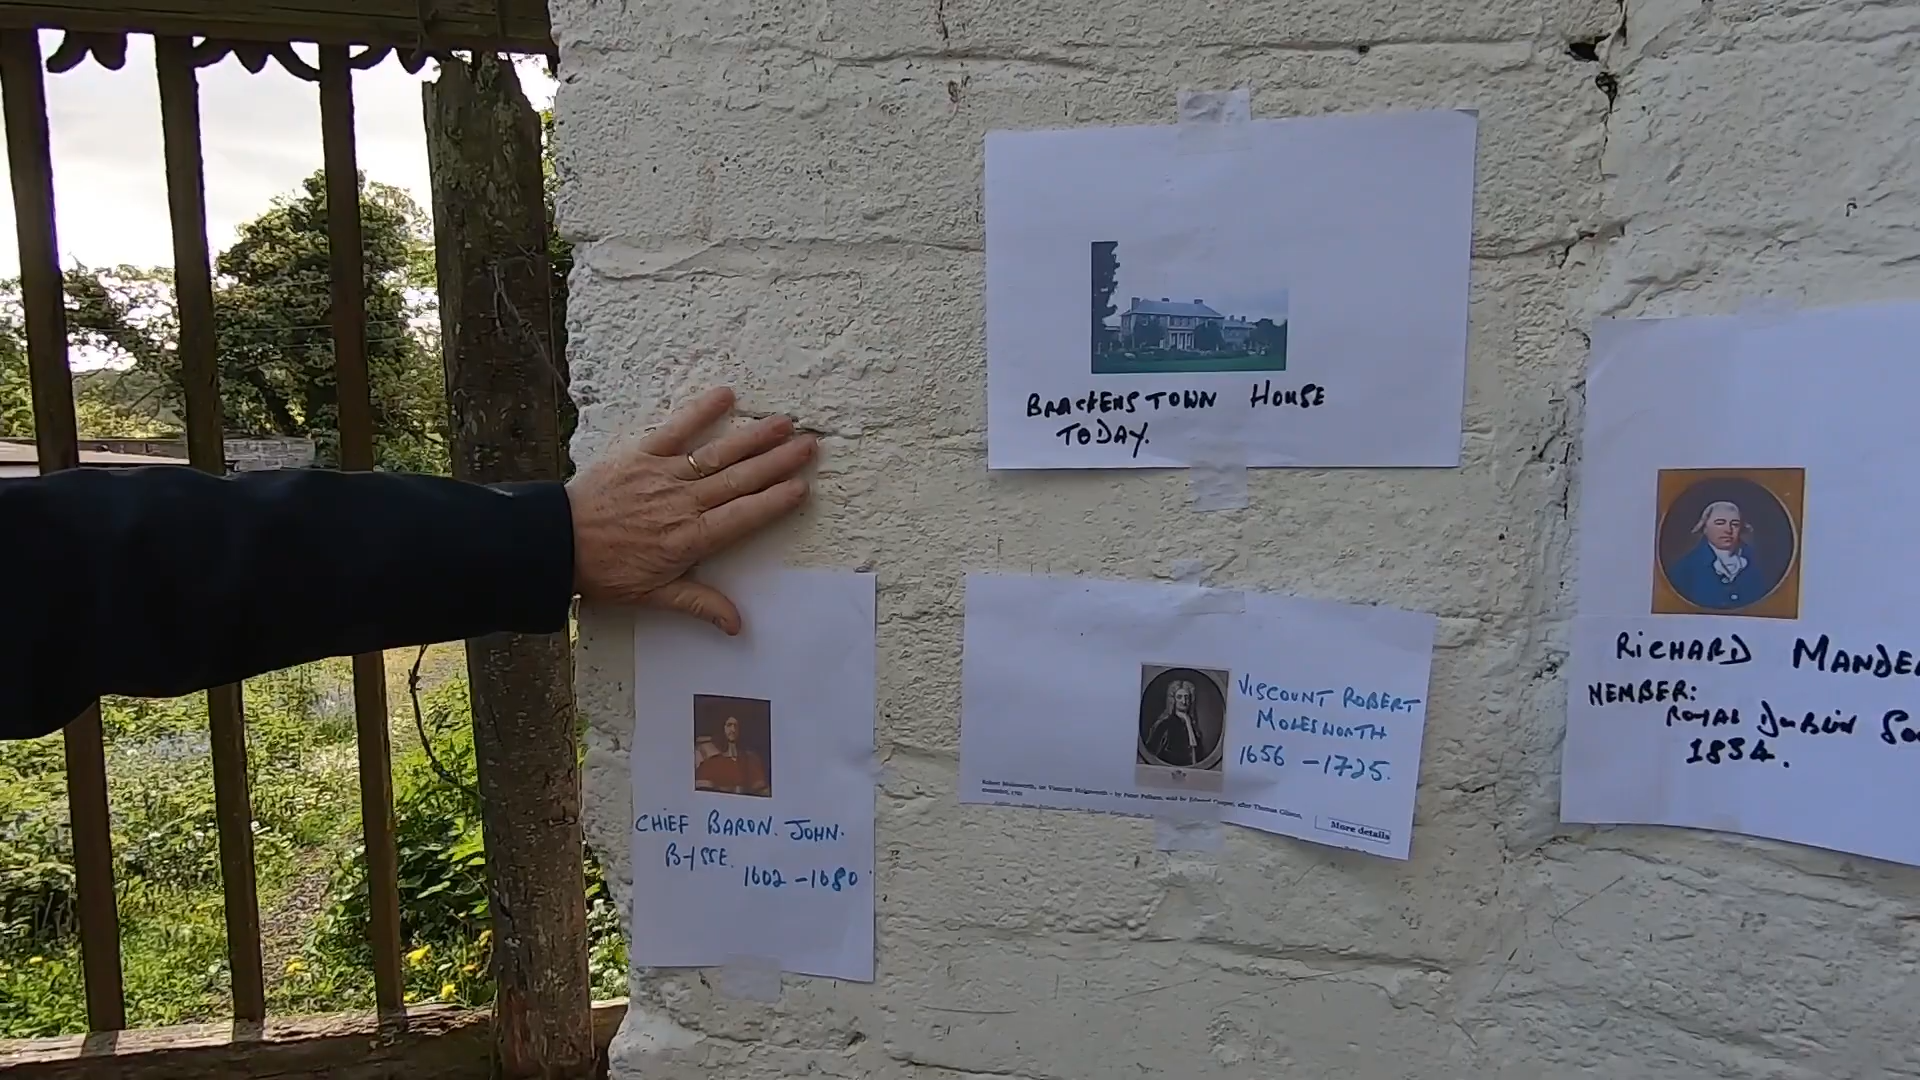 BRACKENSTOWN HOUSE
TODAY.
CHIEF BARON. JOHN.
BYSSE.
1602 - 1680
VISCOUNT ROBERT
MOLESWORTH
1656 - 1725.
More details
RICHARD MANDE
MEMBER:
ROYAL DUBLIN SO
1834.